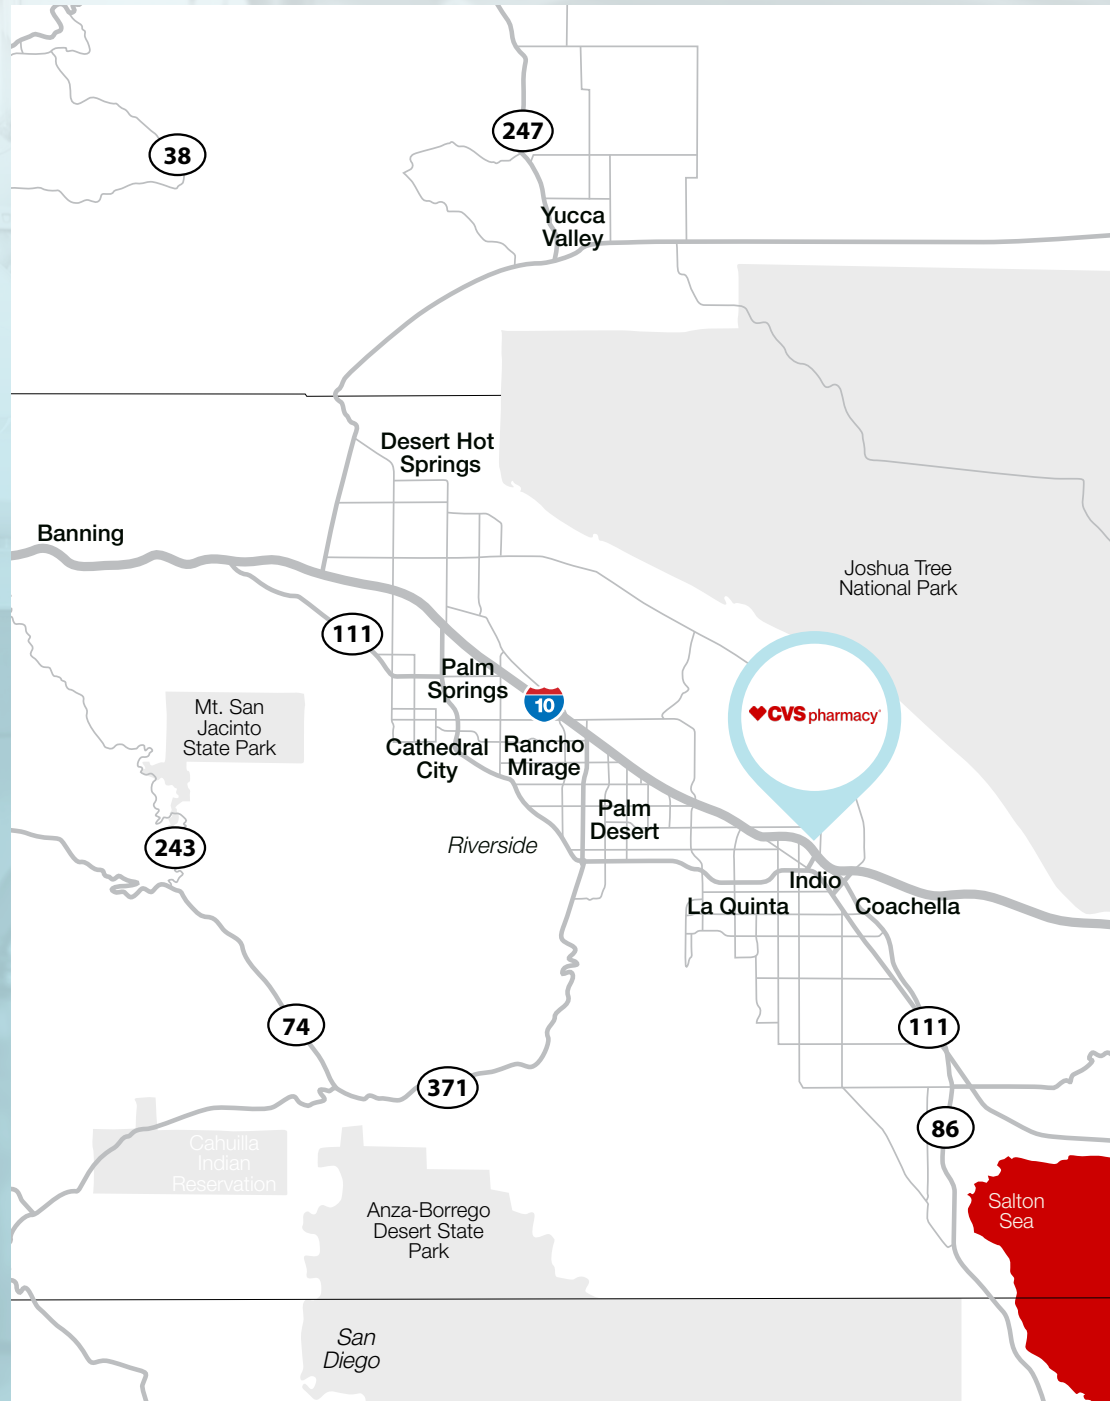 247
38
Yucca
Valley
Desert Hot
Springs
Banning
Joshua Tree
National Park
111
Palm
Springs
10
CVS pharmacy®
Mt. San
Jacinto
State Park
Cathedral
City
Rancho
Mirage
Palm
Desert
Riverside
243
Indio
La Quinta
Coachella
74
111
371
86
Cahuilla
Indian
Reservation
Anza-Borrego
Desert State
Park
Salton
Sea
San
Diego